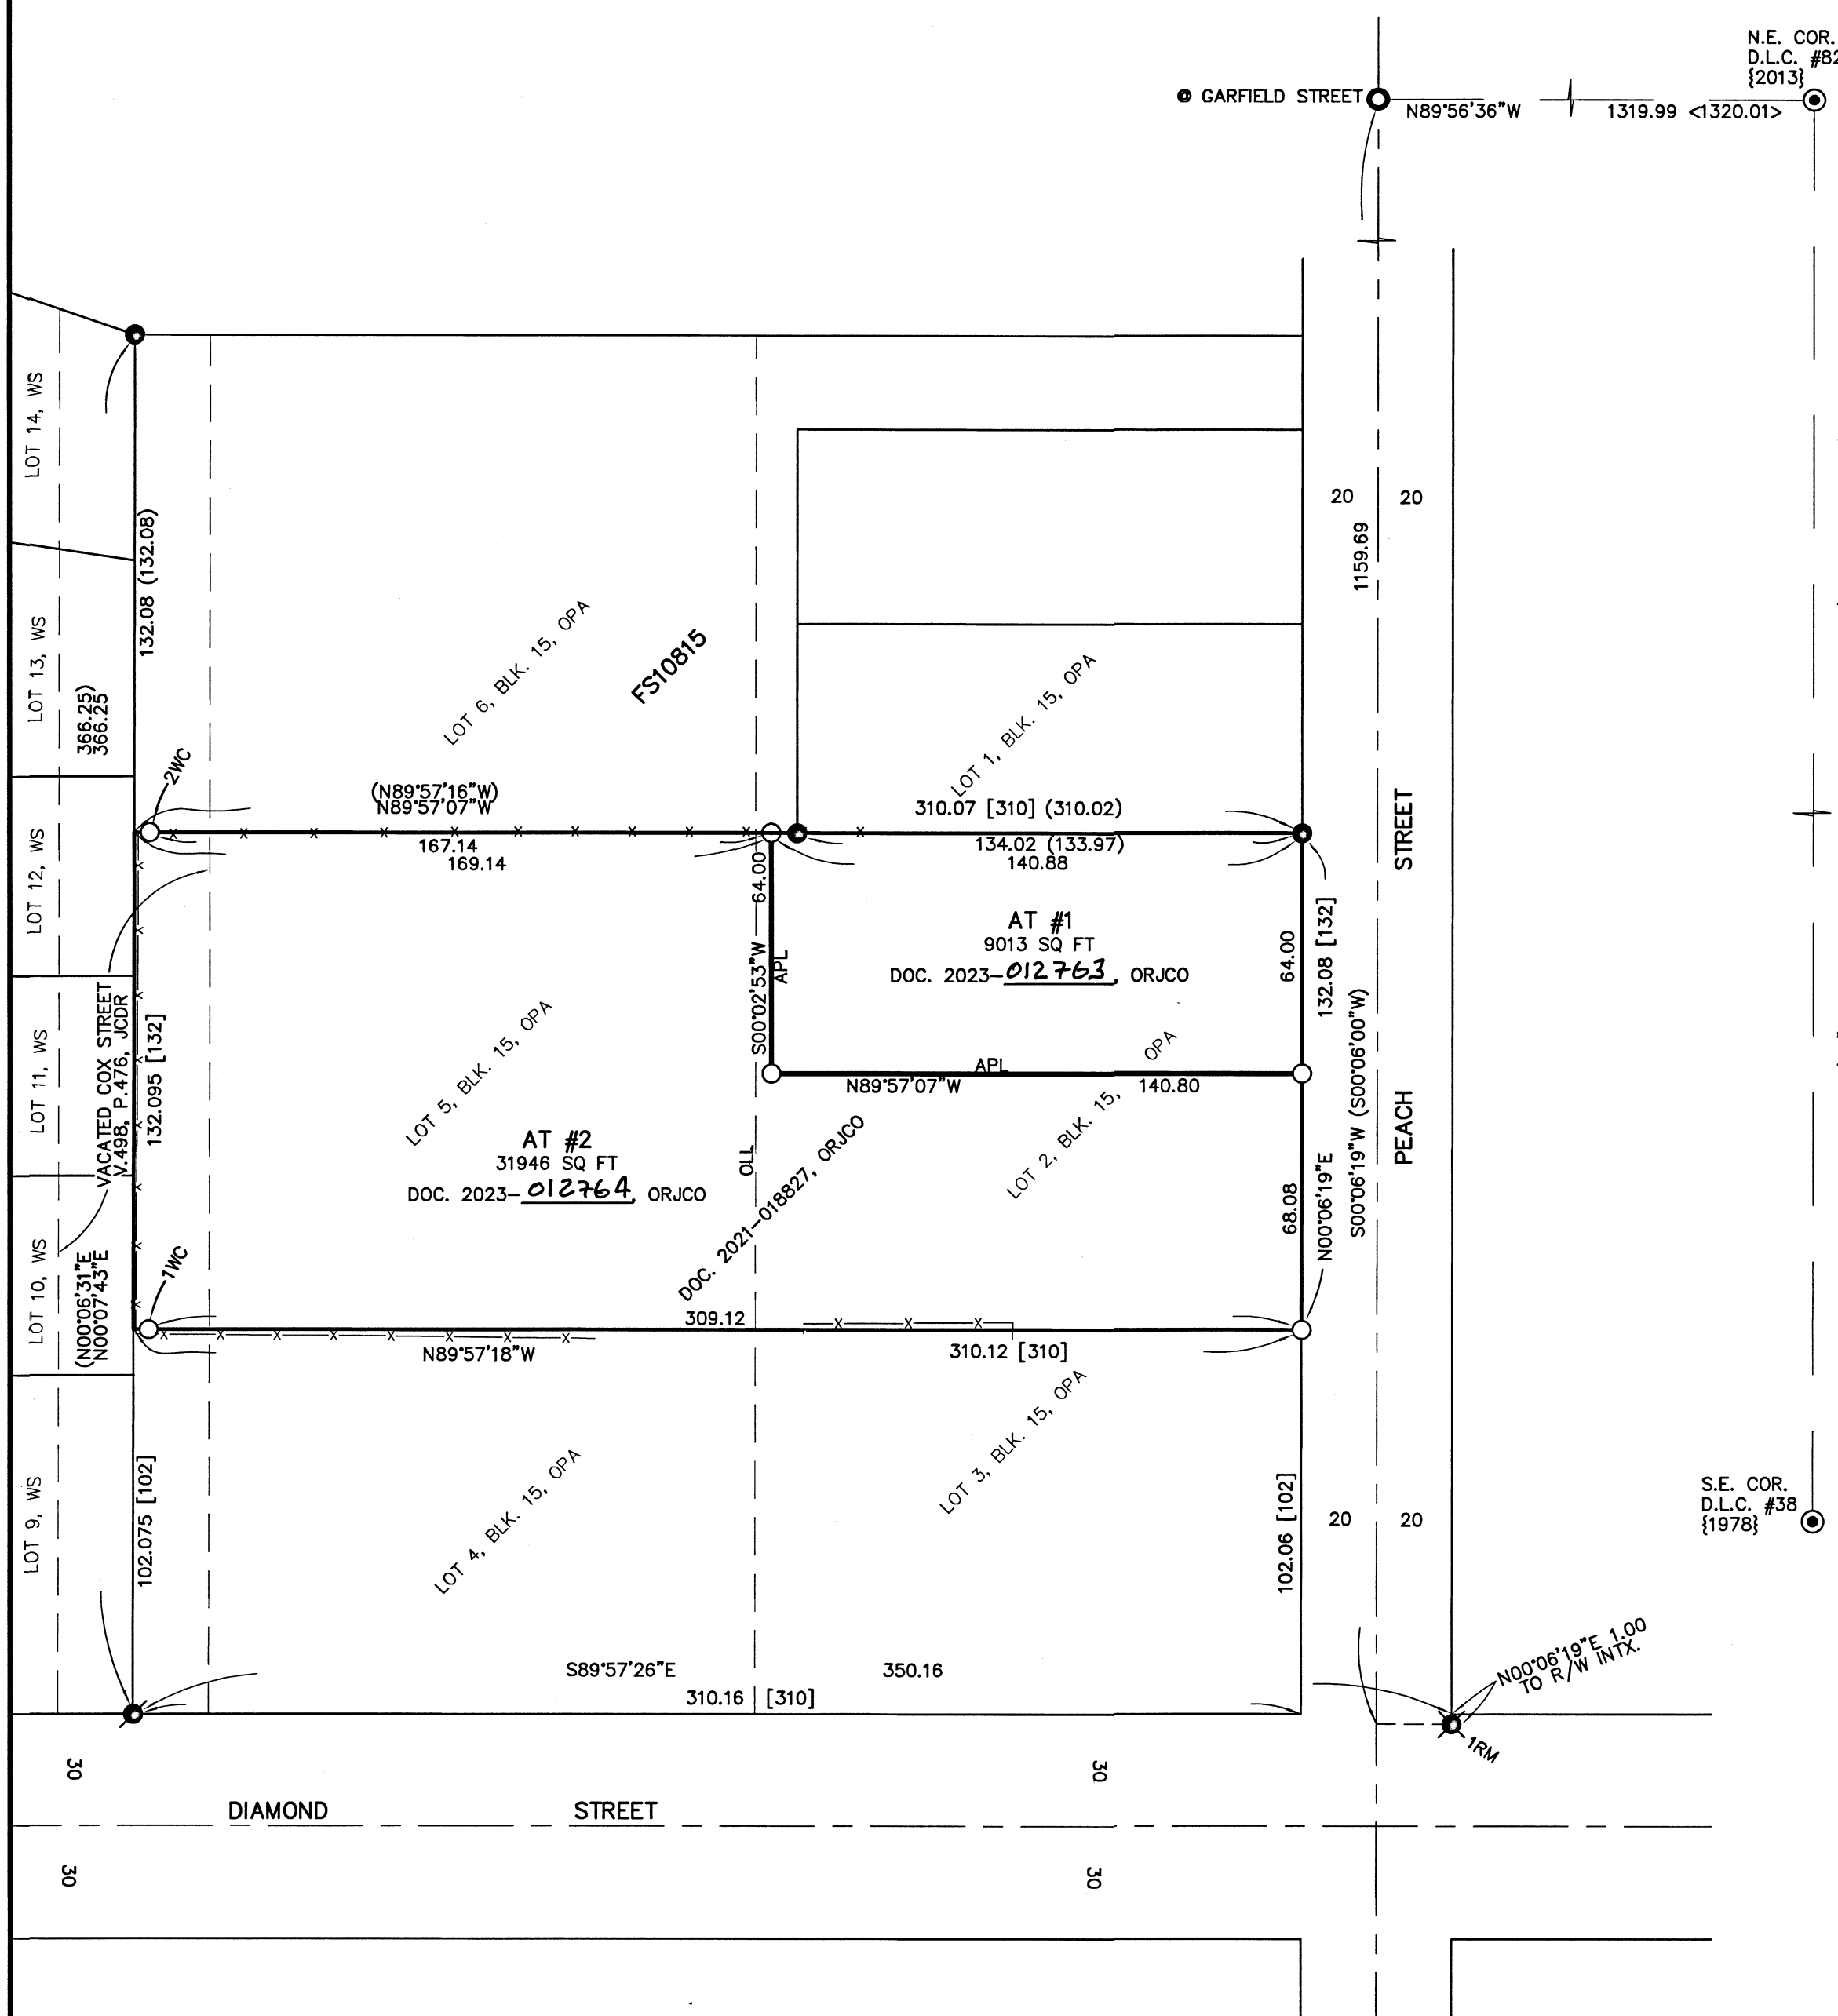 N.E. COR.
D.L.C. #82
{2013}
@ GARFIELD STREET
N89°56'36"W
1319.99 <1320.01>
LOT 14, WS
132.08 (132.08)
20
20
1159.69
LOT 13, WS
366.25)
366.25
LOT 6, BLK. 15, OPA
FS10815
LOT 1, BLK. 15, OPA
2WC
(N89°57'16"W)
N89°57'07"W
310.07 [310] (310.02)
167.14
169.14
134.02 (133.97)
140.88
STREET
LOT 12, WS
64.00
S00°02'53"W
APL
AT #1
9013 SQ FT
DOC. 2023-012763, ORJCO
64.00
132.08 [132]
S00°06'19"W (S00°06'00"W)
VACATED COX STREET
V.498, P.476, JCDR
132.095 [132]
LOT 11, WS
LOT 5, BLK. 15, OPA
APL
N89°57'07"W
140.80
LOT 2, BLK. 15, OPA
PEACH
AT #2
31946 SQ FT
DOC. 2023-012764, ORJCO
OLL
DOC. 2021-018827, ORJCO
68.08
N00°06'19"E
LOT 10, WS
(N00°06'31"E
N00°07'43"E
1WC
309.12
N89°57'18"W
310.12 [310]
LOT 9, WS
102.075 [102]
LOT 4, BLK. 15, OPA
LOT 3, BLK. 15, OPA
102.06 [102]
20
20
S.E. COR.
D.L.C. #38
{1978}
S89°57'26"E
350.16
310.16 [310]
N00°06'19"E 1.00
TO R/W INTX.
1RM
30
30
DIAMOND STREET
30
30